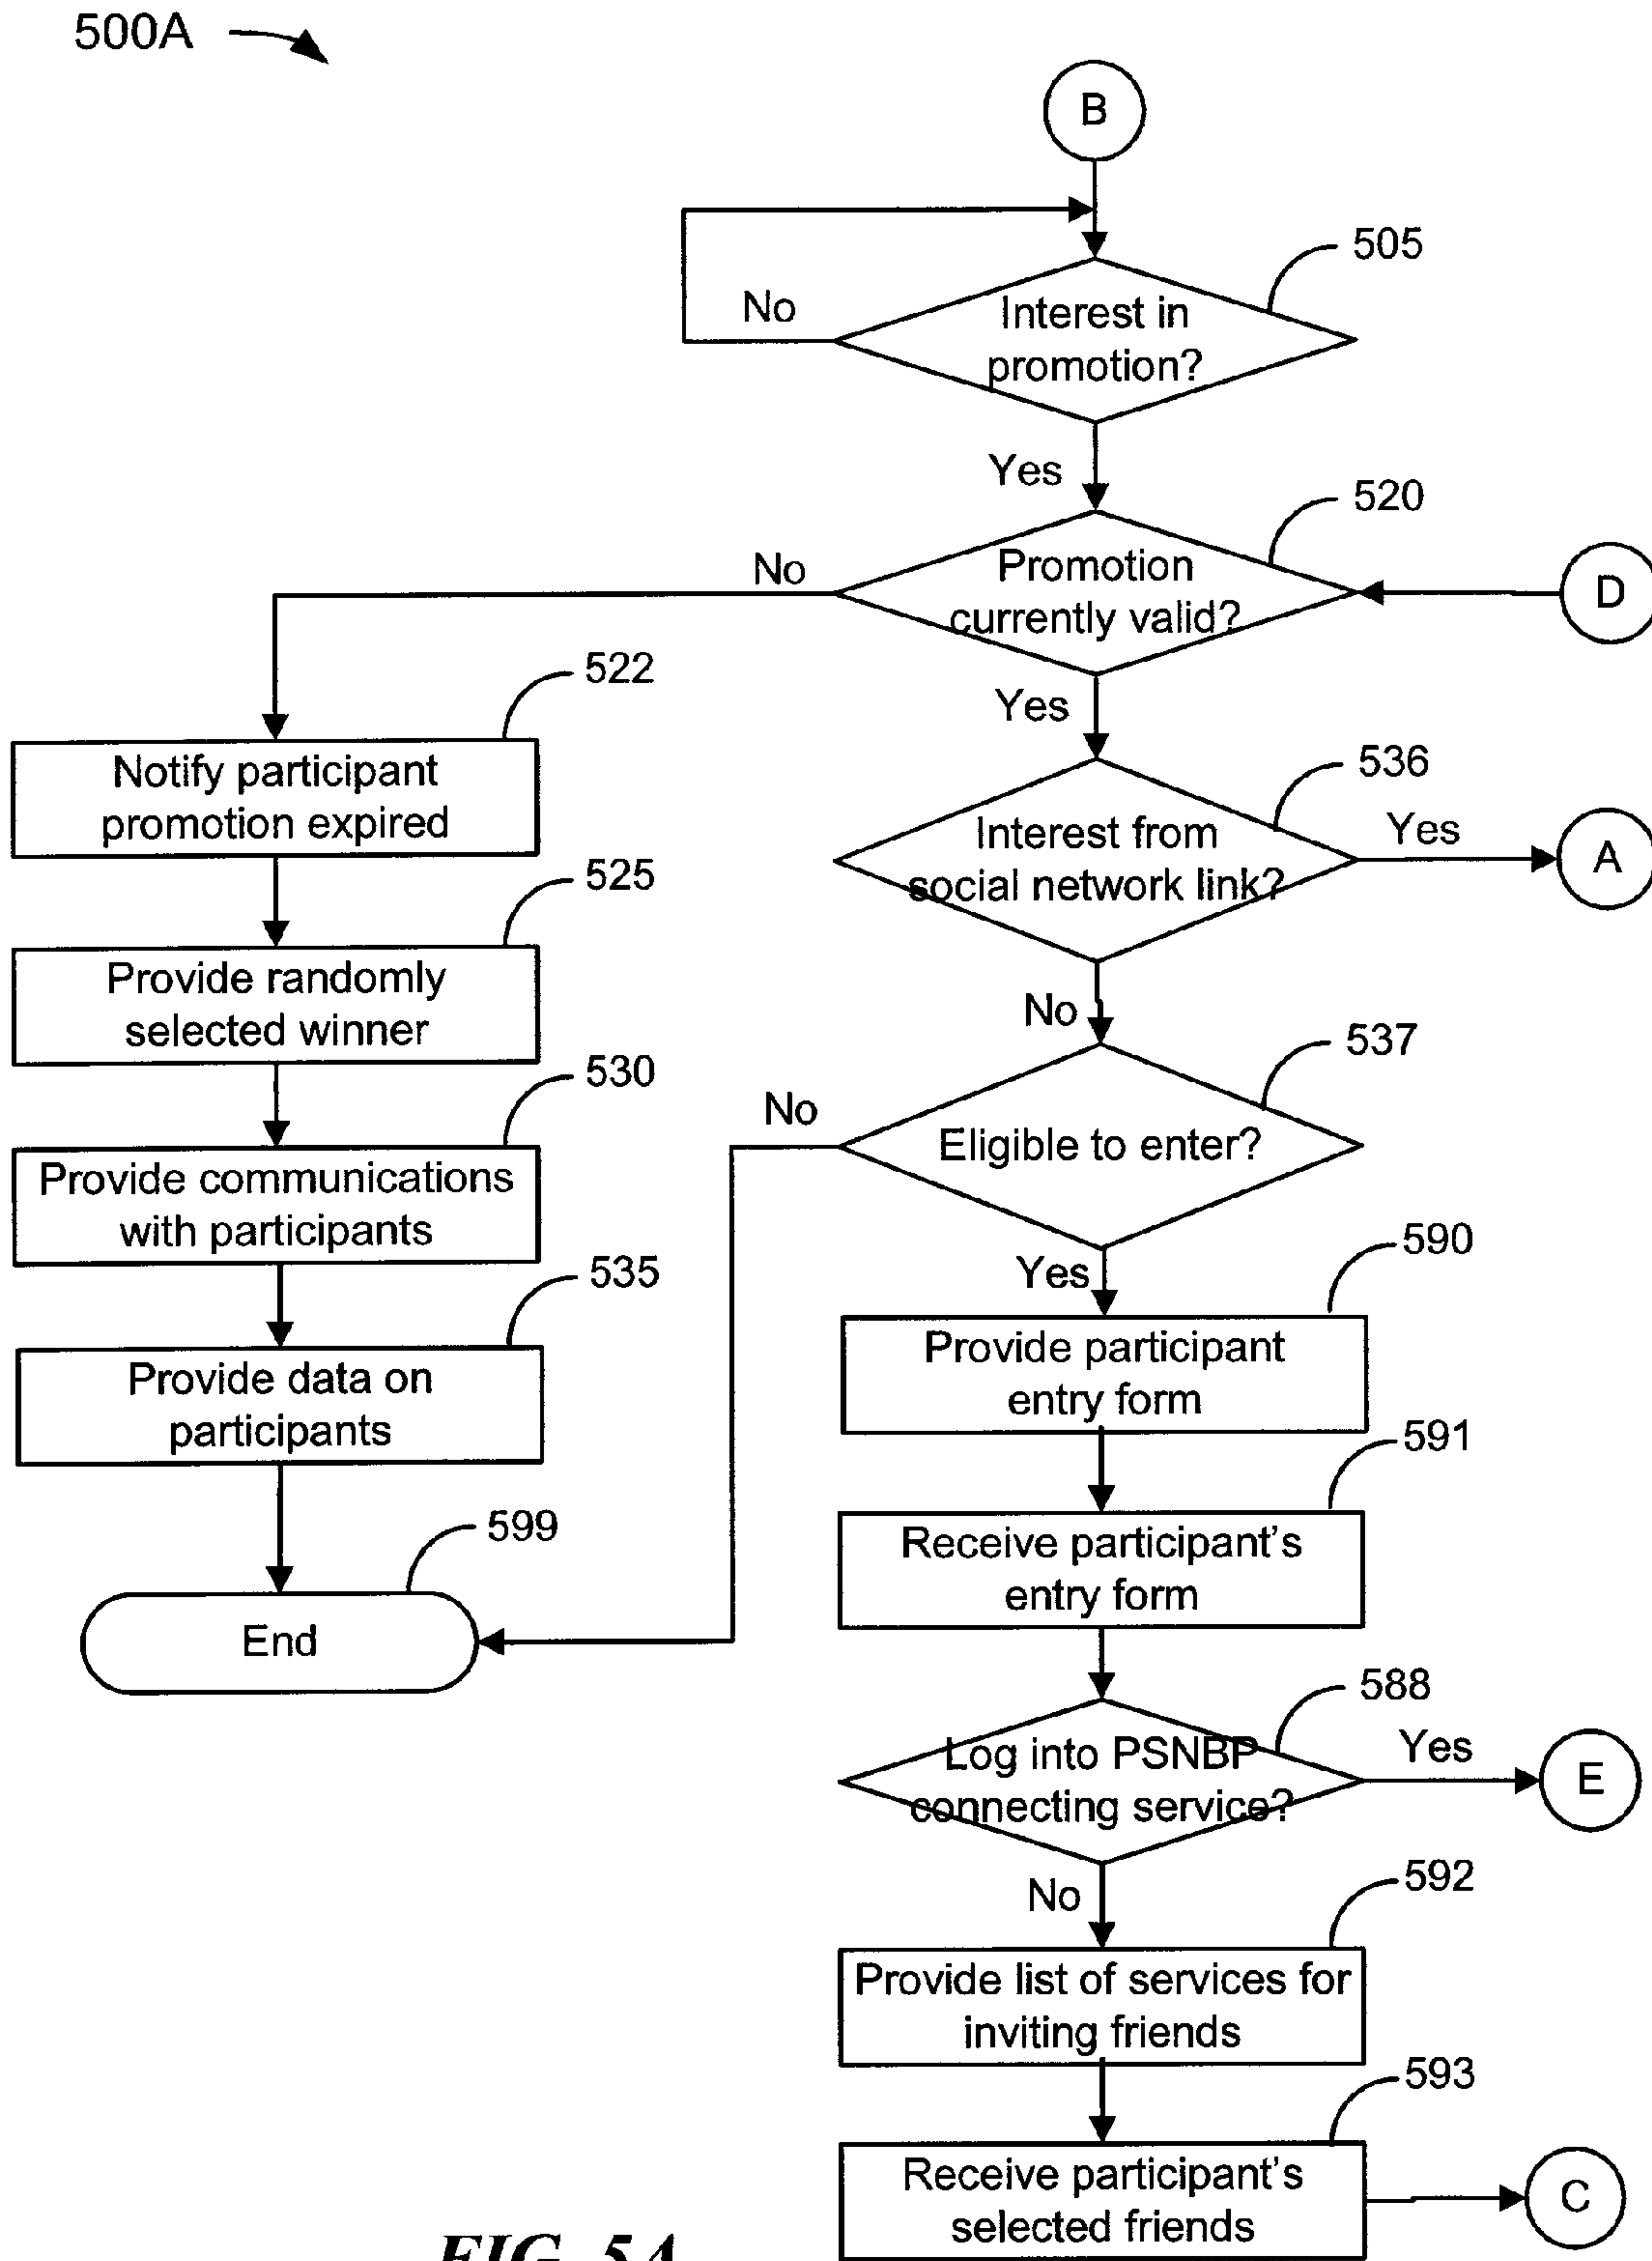 500A
B
505
Interest in
promotion?
No
Yes
520
Promotion
currently valid?
No
D
Yes
522
Notify participant
promotion expired
536
Interest from
social network link?
Yes
A
525
Provide randomly
selected winner
No
537
Eligible to enter?
No
530
Provide communications
with participants
Yes
590
Provide participant
entry form
535
Provide data on
participants
591
Receive participant's
entry form
599
End
588
Log into PSNBP
connecting service?
Yes
E
No
592
Provide list of services for
inviting friends
593
Receive participant's
selected friends
C
FIG. 5A